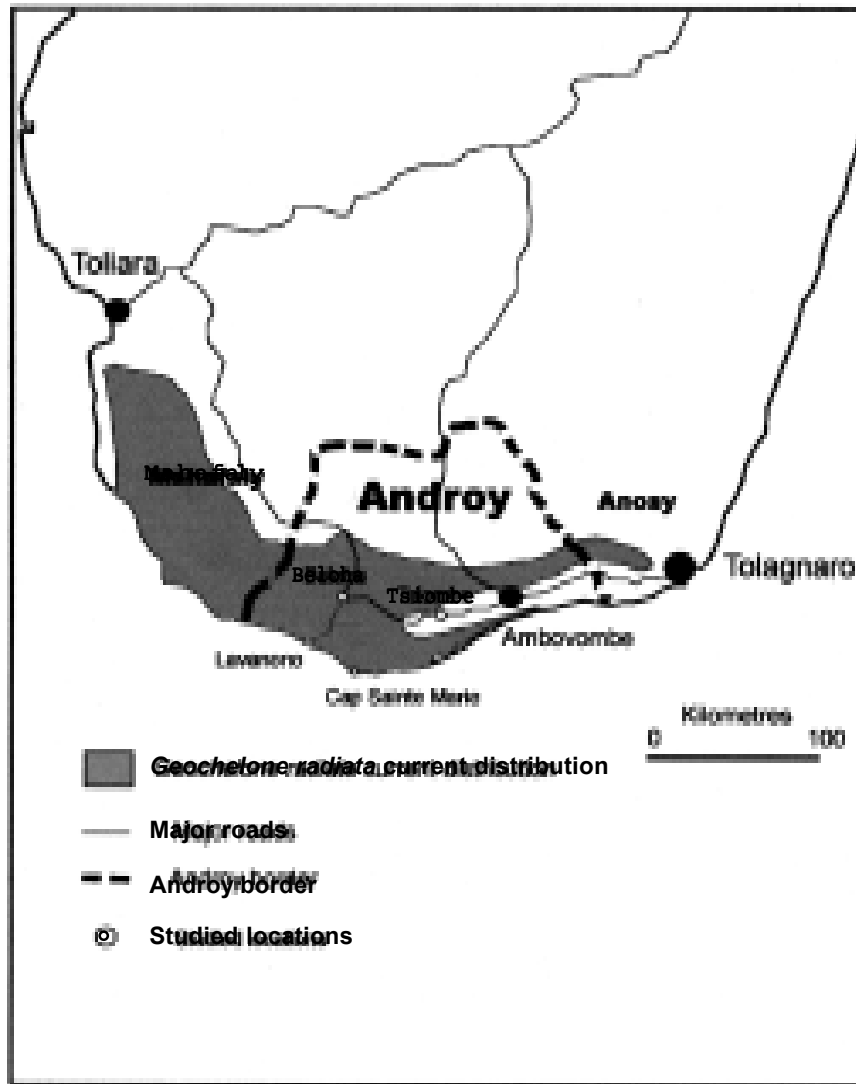 Toliara
Androy
Anosy
Tolagnaro
Tsiombe
Ambovombe
Lavanono
Cap Sainte Marie
Kilometres
0 100
Geochelone radiata current distribution
Major roads
Androy border
Studied locations